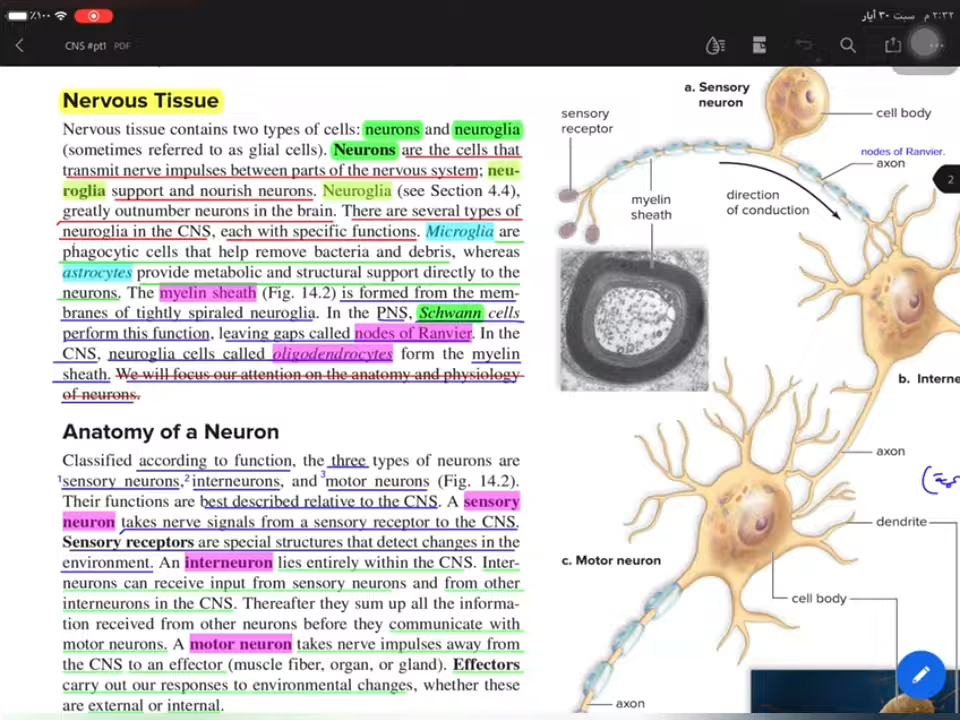 ٪١٠٠
٢:٣٢ م سبت ٣٠ أيار
CNS #pt1 PDF
Nervous Tissue
Nervous tissue contains two types of cells: neurons and neuroglia
(sometimes referred to as glial cells). Neurons are the cells that
transmit nerve impulses between parts of the nervous system; neu-
roglia support and nourish neurons. Neuroglia (see Section 4.4),
greatly outnumber neurons in the brain. There are several types of
neuroglia in the CNS, each with specific functions. Microglia are
phagocytic cells that help remove bacteria and debris, whereas
astrocytes provide metabolic and structural support directly to the
neurons. The myelin sheath (Fig. 14.2) is formed from the mem-
branes of tightly spiraled neuroglia. In the PNS, Schwann cells
perform this function, leaving gaps called nodes of Ranvier. In the
CNS, neuroglia cells called oligodendrocytes form the myelin
sheath. We will focus our attention on the anatomy and physiology
of neurons.
Anatomy of a Neuron
Classified according to function, the three types of neurons are
1sensory neurons, 2interneurons, and 3motor neurons (Fig. 14.2).
Their functions are best described relative to the CNS. A sensory
neuron takes nerve signals from a sensory receptor to the CNS.
Sensory receptors are special structures that detect changes in the
environment. An interneuron lies entirely within the CNS. Inter-
neurons can receive input from sensory neurons and from other
interneurons in the CNS. Thereafter they sum up all the informa-
tion received from other neurons before they communicate with
motor neurons. A motor neuron takes nerve impulses away from
the CNS to an effector (muscle fiber, organ, or gland). Effectors
carry out our responses to environmental changes, whether these
are external or internal.
a. Sensory
neuron
sensory
receptor
cell body
nodes of Ranvier.
axon
2
myelin
sheath
direction
of conduction
b. Interne
axon
dendrite
c. Motor neuron
cell body
axon